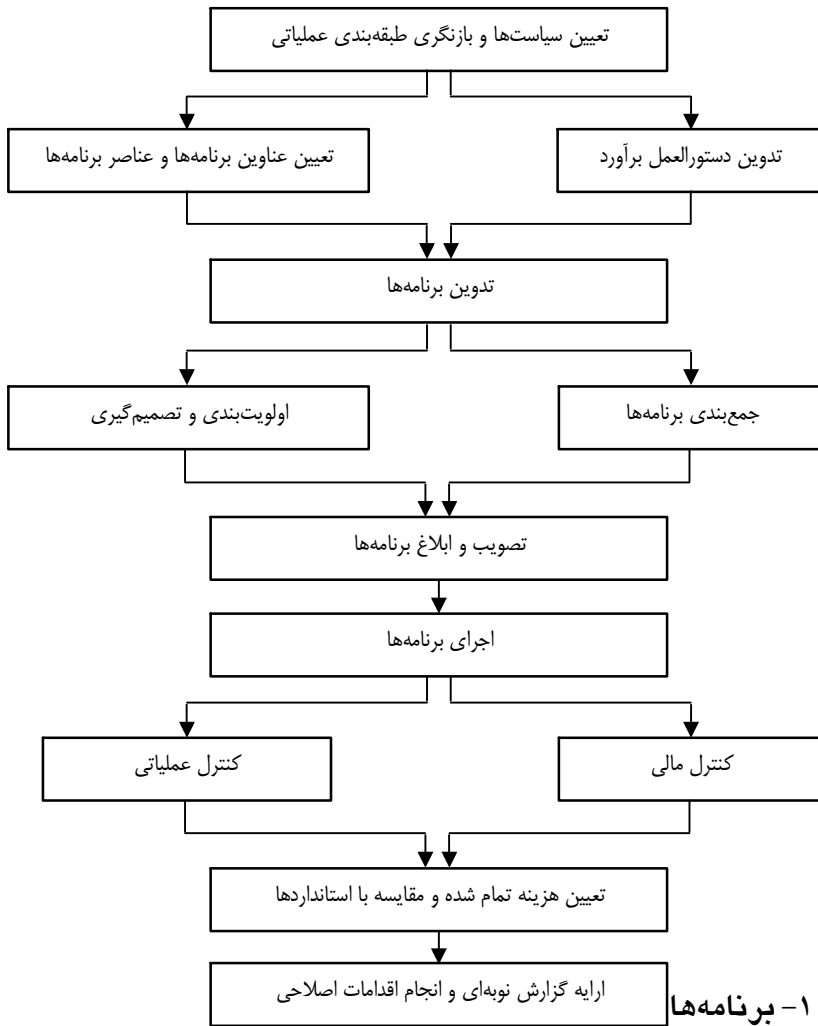 تعیین سیاست‌ها و بازنگری طبقه‌بندی عملیاتی
تدوین دستورالعمل برآورد
تعیین عناوین برنامه‌ها و عناصر برنامه‌ها
تدوین برنامه‌ها
جمع‌بندی برنامه‌ها
اولویت‌بندی و تصمیم‌گیری
تصویب و ابلاغ برنامه‌ها
اجرای برنامه‌ها
کنترل مالی
کنترل عملیاتی
تعیین هزینه تمام شده و مقایسه با استانداردها
ارایه گزارش نوبه‌ای و انجام اقدامات اصلاحی
۱- برنامه‌ها